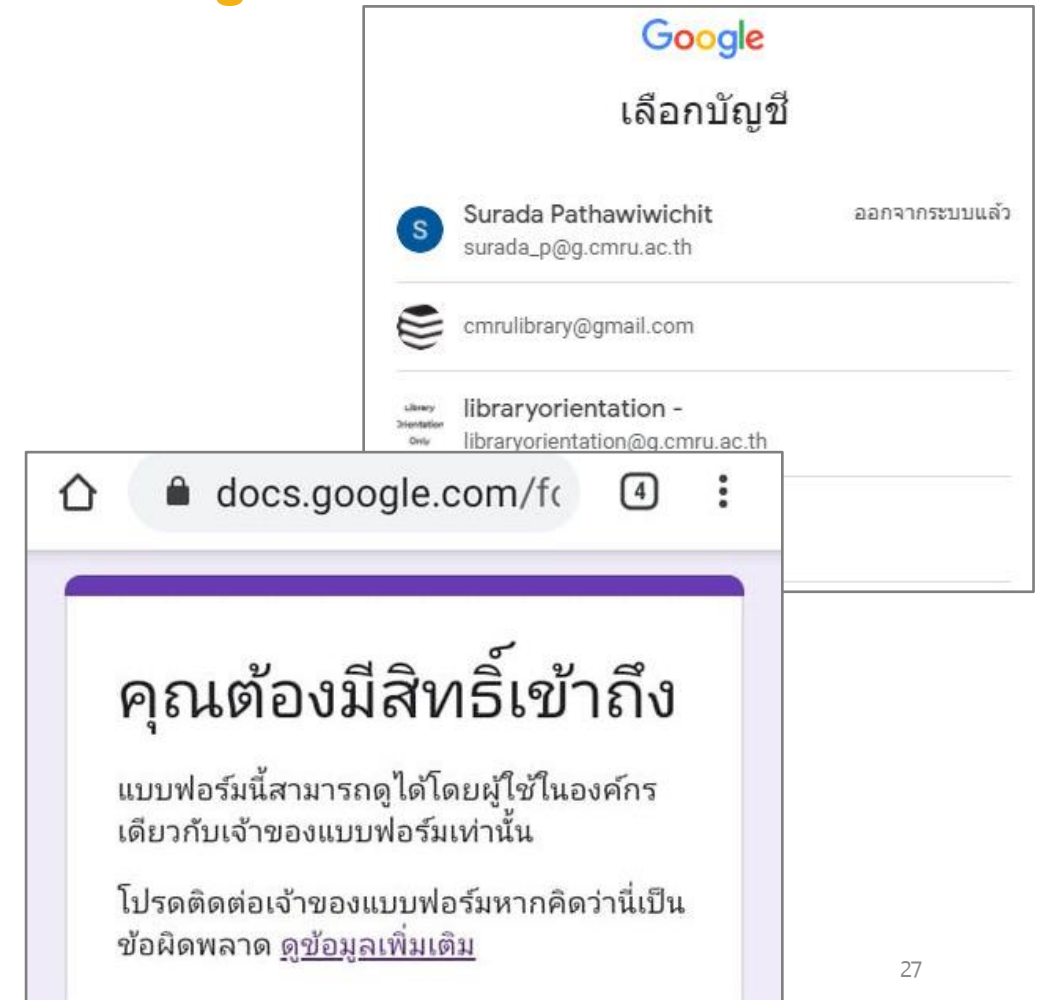 Google
เลือกบัญชี
S
Surada Pathawiwichit
ออกจากระบบแล้ว
surada_p@g.cmru.ac.th
cmrulibrary@gmail.com
Library
Orientation
Only
libraryorientation -
libraryorientation@g.cmru.ac.th
docs.google.com/fo
4
คุณต้องมีสิทธิ์เข้าถึง
แบบฟอร์มนี้สามารถดูได้โดยผู้ใช้ในองค์กร
เดียวกับเจ้าของแบบฟอร์มเท่านั้น
โปรดติดต่อเจ้าของแบบฟอร์มหากคิดว่านี่เป็น
ข้อผิดพลาด ดูข้อมูลเพิ่มเติม
27